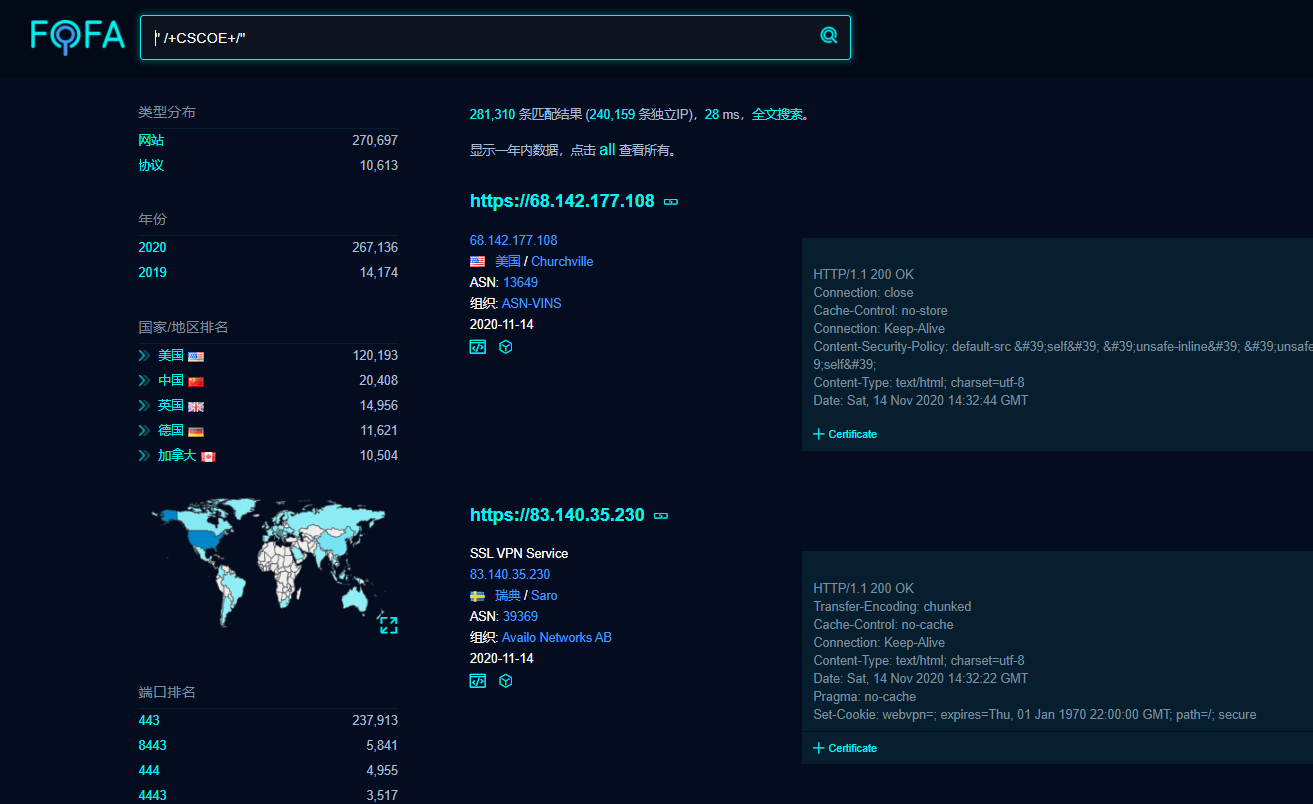 FOFA
" /+CSCOE+/"
类型分布
网站 270,697
协议 10,613
年份
2020 267,136
2019 14,174
国家/地区排名
美国 120,193
中国 20,408
英国 14,956
德国 11,621
加拿大 10,504
端口排名
443 237,913
8443 5,841
444 4,955
4443 3,517
281,310 条匹配结果 (240,159 条独立IP)，28 ms，全文搜索。
显示一年内数据，点击 all 查看所有。
https://68.142.177.108
68.142.177.108
美国 / Churchville
ASN: 13649
组织: ASN-VINS
2020-11-14
HTTP/1.1 200 OK
Connection: close
Cache-Control: no-store
Connection: Keep-Alive
Content-Security-Policy: default-src &#39;self&#39; &#39;unsafe-inline&#39; &#39;unsafe
9;self&#39;
Content-Type: text/html; charset=utf-8
Date: Sat, 14 Nov 2020 14:32:44 GMT
+ Certificate
https://83.140.35.230
SSL VPN Service
83.140.35.230
瑞典 / Saro
ASN: 39369
组织: Availo Networks AB
2020-11-14
HTTP/1.1 200 OK
Transfer-Encoding: chunked
Cache-Control: no-cache
Connection: Keep-Alive
Content-Type: text/html; charset=utf-8
Date: Sat, 14 Nov 2020 14:32:22 GMT
Pragma: no-cache
Set-Cookie: webvpn=; expires=Thu, 01 Jan 1970 22:00:00 GMT; path=/; secure
+ Certificate